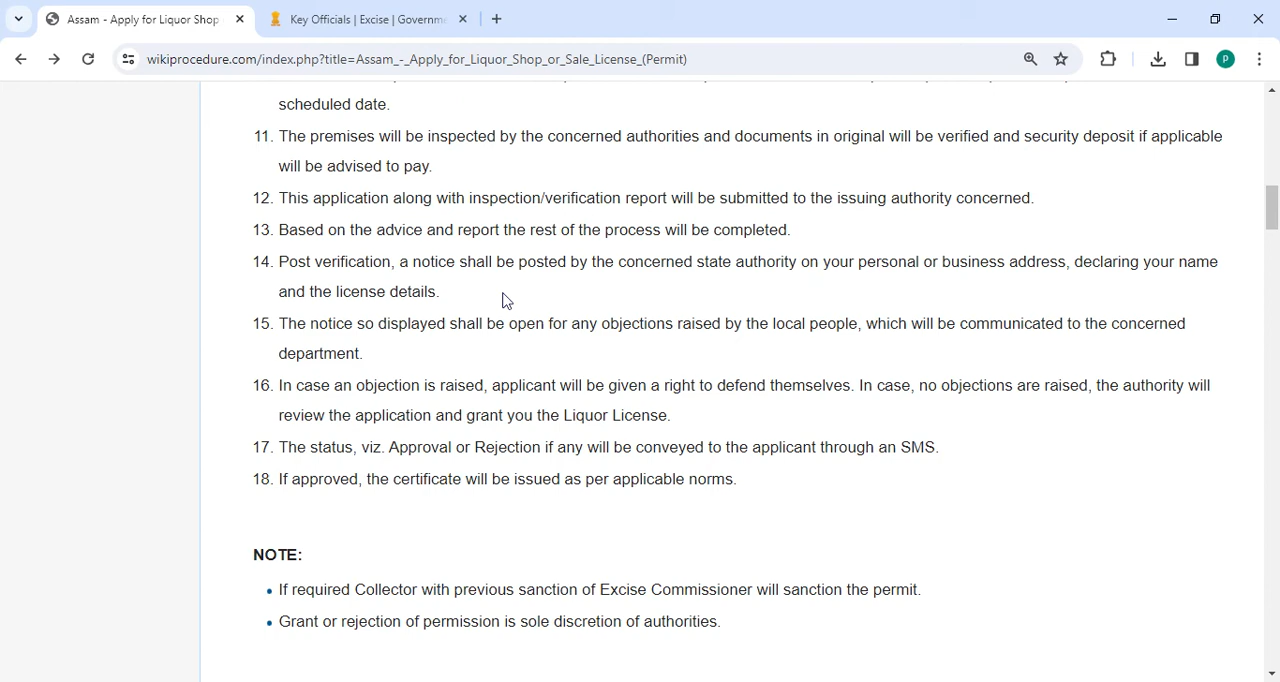 Assam - Apply for Liquor Shop
Key Officials | Excise | Governme
wikiprocedure.com/index.php?title=Assam_-_Apply_for_Liquor_Shop_or_Sale_License_(Permit)
P
scheduled date.
11. The premises will be inspected by the concerned authorities and documents in original will be verified and security deposit if applicable
will be advised to pay.
12. This application along with inspection/verification report will be submitted to the issuing authority concerned.
13. Based on the advice and report the rest of the process will be completed.
14. Post verification, a notice shall be posted by the concerned state authority on your personal or business address, declaring your name
and the license details.
15. The notice so displayed shall be open for any objections raised by the local people, which will be communicated to the concerned
department.
16. In case an objection is raised, applicant will be given a right to defend themselves. In case, no objections are raised, the authority will
review the application and grant you the Liquor License.
17. The status, viz. Approval or Rejection if any will be conveyed to the applicant through an SMS.
18. If approved, the certificate will be issued as per applicable norms.
NOTE:
• If required Collector with previous sanction of Excise Commissioner will sanction the permit.
• Grant or rejection of permission is sole discretion of authorities.